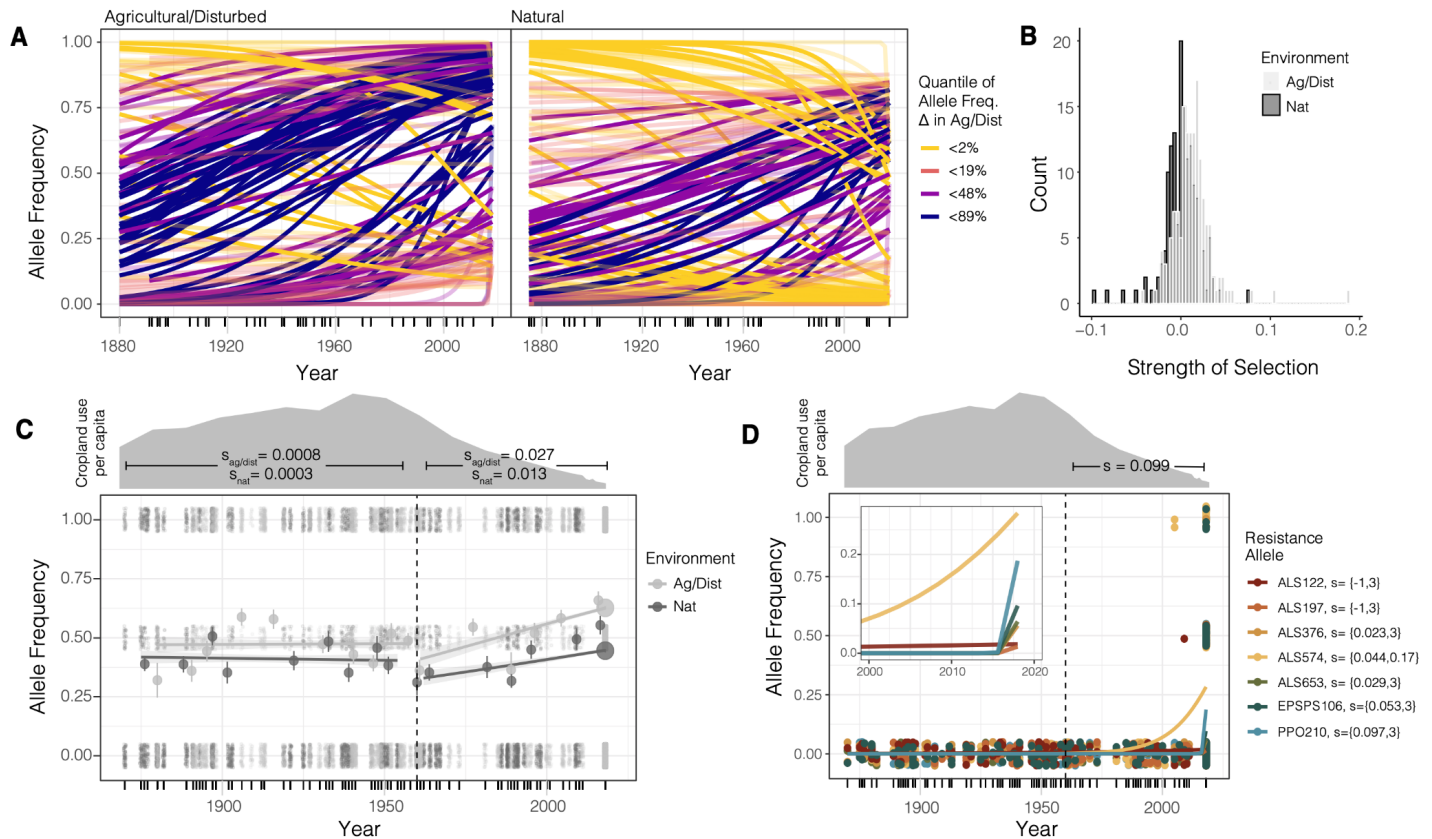 A
Agricultural/Disturbed
Natural
Allele Frequency
1.00
0.75
0.50
0.25
0.00
1880
1920
1960
2000
1880
1920
1960
2000
Year
Year
Quantile of
Allele Freq.
Δ in Ag/Dist
<2%
<19%
<48%
<89%
B
Count
20
15
10
5
0
−0.1
0.0
0.1
0.2
Strength of Selection
Environment
Ag/Dist
Nat
C
Cropland use
per capita
s ag/dist = 0.0008
s nat = 0.0003
s ag/dist = 0.027
s nat = 0.013
Allele Frequency
1.00
0.75
0.50
0.25
0.00
1900
1950
2000
Year
Environment
Ag/Dist
Nat
D
Cropland use
per capita
s = 0.099
Allele Frequency
1.00
0.75
0.50
0.25
0.00
0.2
0.1
0.0
2000
2010
2020
1900
1950
2000
Year
Resistance
Allele
ALS122, s= {-1,3}
ALS197, s= {-1,3}
ALS376, s= {0.023,3}
ALS574, s= {0.044,0.17}
ALS653, s= {0.029,3}
EPSPS106, s={0.053,3}
PPO210, s={0.097,3}